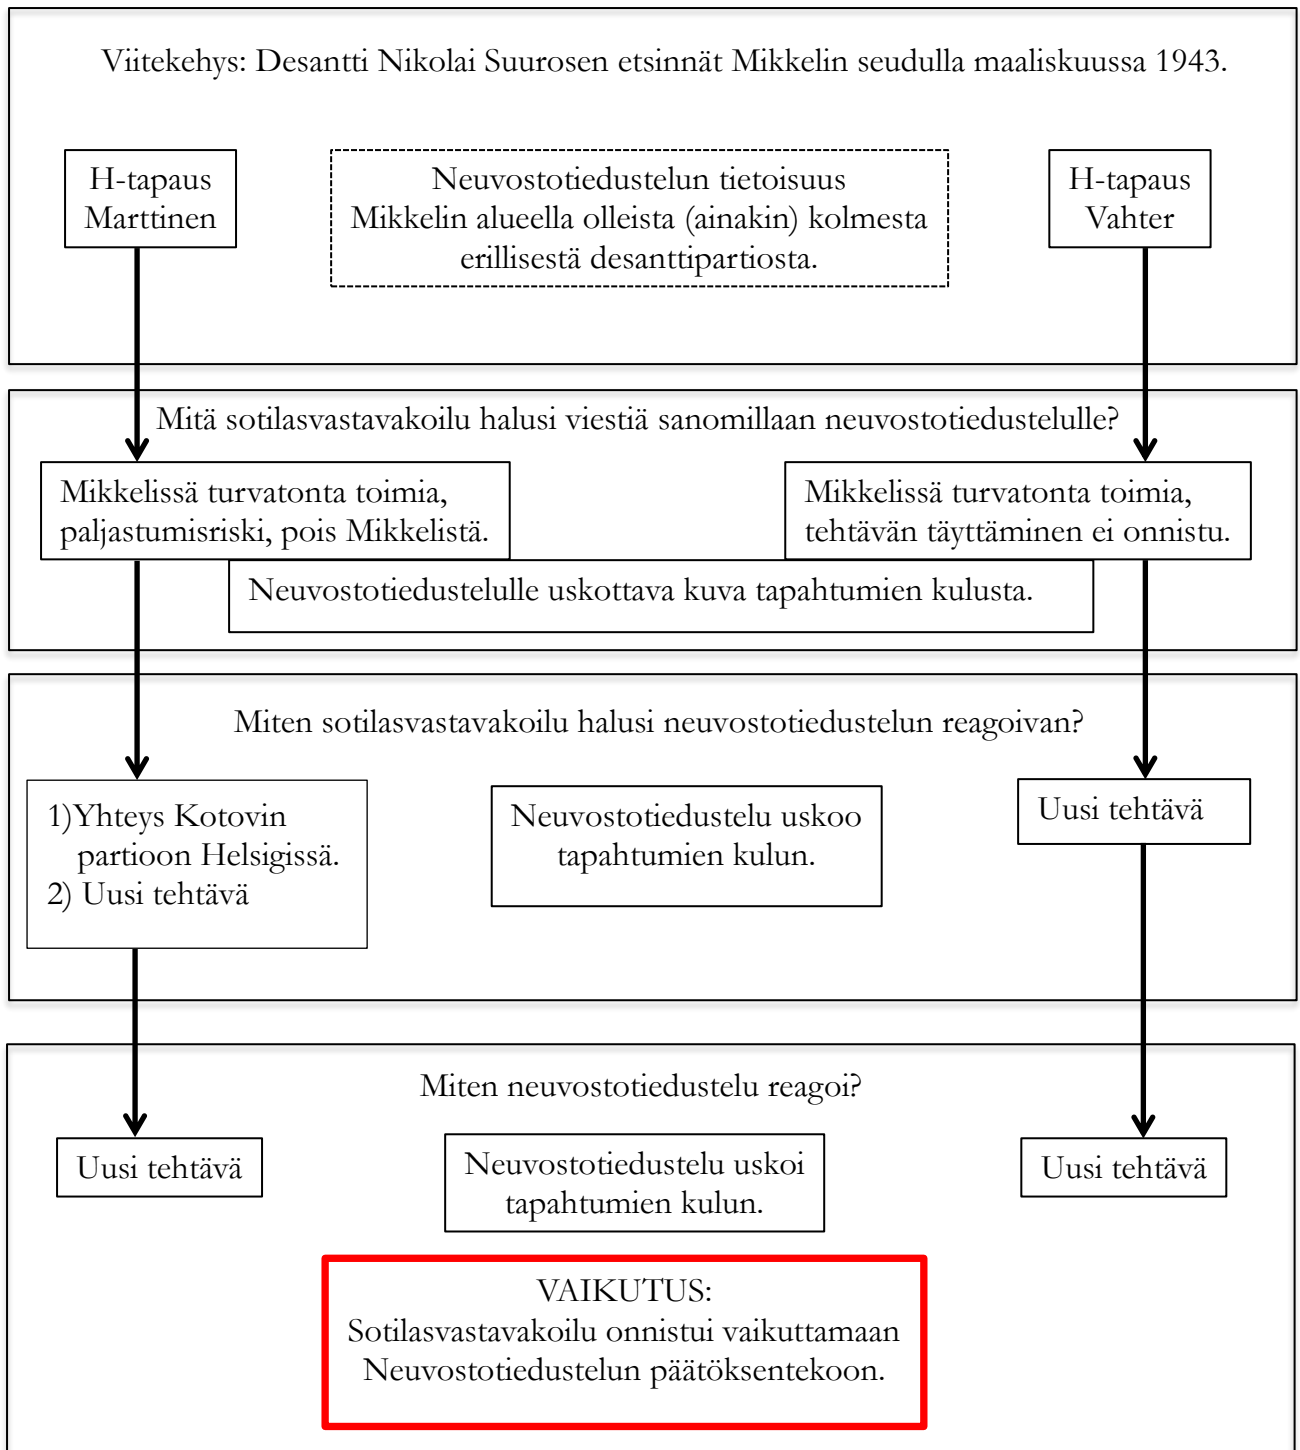 Viitekehys: Desantti Nikolai Suurosen etsinnät Mikkelin seudulla maaliskuussa 1943.
H-tapaus
Marttinen
Neuvostotiedustelun tietoisuus
Mikkelin alueella olleista (ainakin) kolmesta
erillisestä desanttipartiosta.
H-tapaus
Vahter
Mitä sotilasvastavakoilu halusi viestiä sanomillaan neuvostotiedustelulle?
Mikkelissä turvatonta toimia,
paljastumisriski, pois Mikkelistä.
Mikkelissä turvatonta toimia,
tehtävän täyttäminen ei onnistu.
Neuvostotiedustelulle uskottava kuva tapahtumien kulusta.
Miten sotilasvastavakoilu halusi neuvostotiedustelun reagoivan?
1)Yhteys Kotovin
partioon Helsigissä.
2) Uusi tehtävä
Neuvostotiedustelu uskoo
tapahtumien kulun.
Uusi tehtävä
Miten neuvostotiedustelu reagoi?
Uusi tehtävä
Neuvostotiedustelu uskoi
tapahtumien kulun.
Uusi tehtävä
VAIKUTUS:
Sotilasvastavakoilu onnistui vaikuttamaan
Neuvostotiedustelun päätöksentekoon.